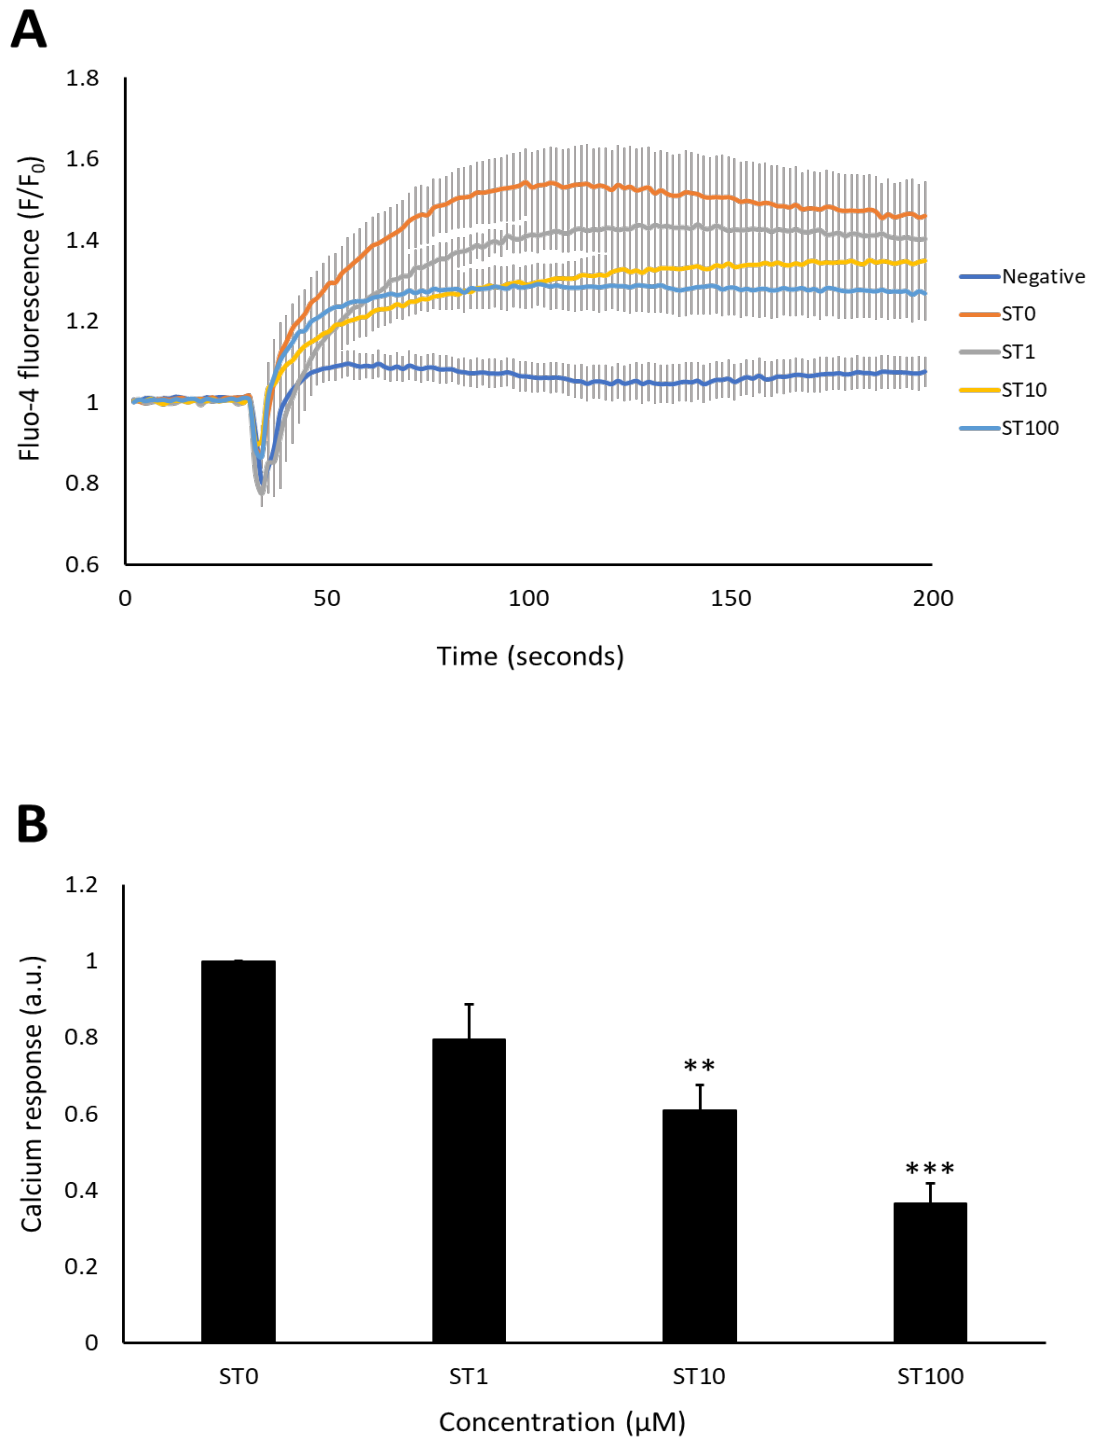 A
1.8
1.6
1.4
1.2
1
0.8
0.6
Fluo-4 fluorescence (F/F₀)
0 50 100 150 200
Time (seconds)
Negative
ST0
ST1
ST10
ST100
B
1.2
1
0.8
0.6
0.4
0.2
0
Calcium response (a.u.)
**
***
ST0 ST1 ST10 ST100
Concentration (μM)